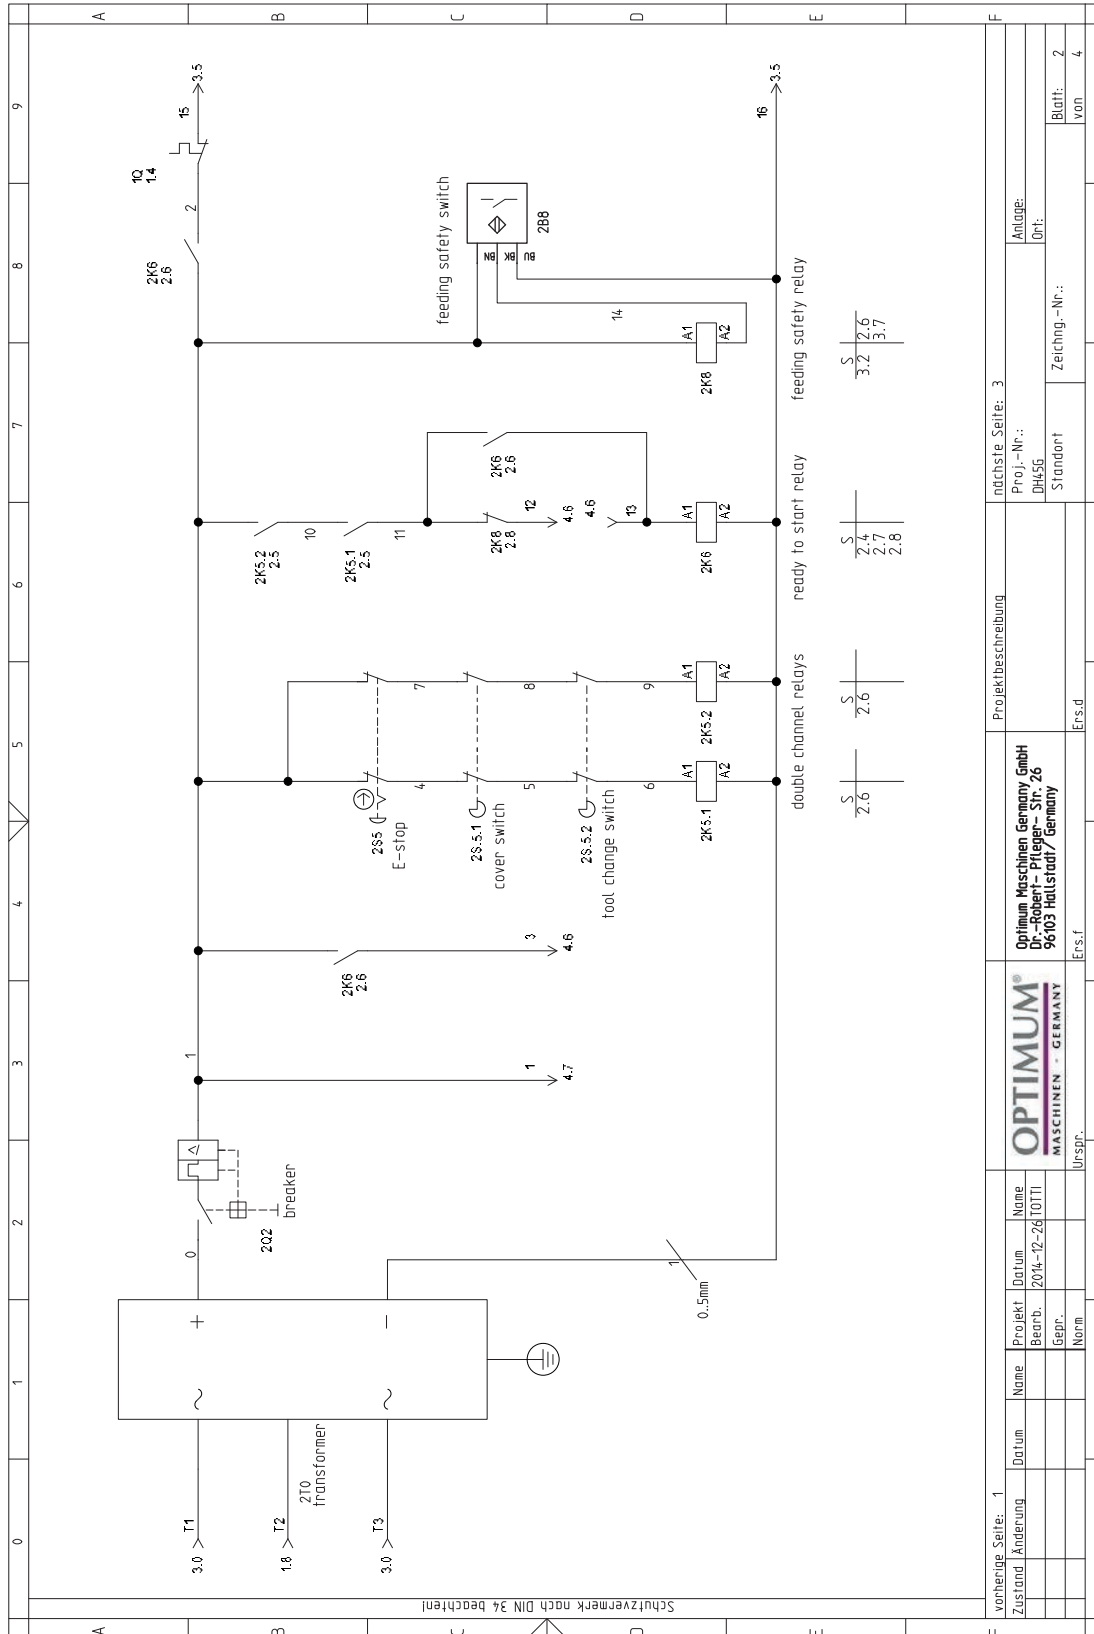 0 1 2 3 4 5 6 7 8 9
A
B
C
D
E
F
Schutzvermerk nach DIN 34 beachten!
3.0
T1
1.8
T2
3.0
T3
2T0
transformer
~
~
+
−
0
2Q2
breaker
0..5mm
1
1
1
4.7
2K6
2.6
3
4.6
2S5
E-stop
4
2S.5.1
cover switch
5
2S.5.2
tool change switch
6
A1
A2
2K5.1
7
8
9
A1
A2
2K5-2
double channel relays
S
2.6
S
2.6
2K5.2
2.5
10
2K5.1
2.5
11
2K8
2.8
12
4.6
4.6
13
2K6
2.6
A1
A2
2K6
ready to start relay
S
2.4
2.7
2.8
feeding safety switch
BN
BK
BU
2B8
14
A1
A2
2K8
feeding safety relay
S
3.2 2.6
3.7
2K6
2.6
2
1Q
1.4
15
3.5
16
3.5
vorherige Seite: 1
Zustand Änderung Datum Name
Projekt Datum Name
Bearb. 2014-12-26 TOTTI
Gepr.
Norm
Urspr.
OPTIMUM®
MASCHINEN - GERMANY
Optimum Maschinen Germany GmbH
Dr.-Robert- Pfleger- Str. 26
96103 Hallstadt/ Germany
Ers.f
Ers.d
Projektbeschreibung
nächste Seite: 3
Proj.-Nr.:
DH45G
Standort
Zeichng.-Nr.:
Anlage:
Ort:
Blatt: 2
von 4
A
B
C
D
E